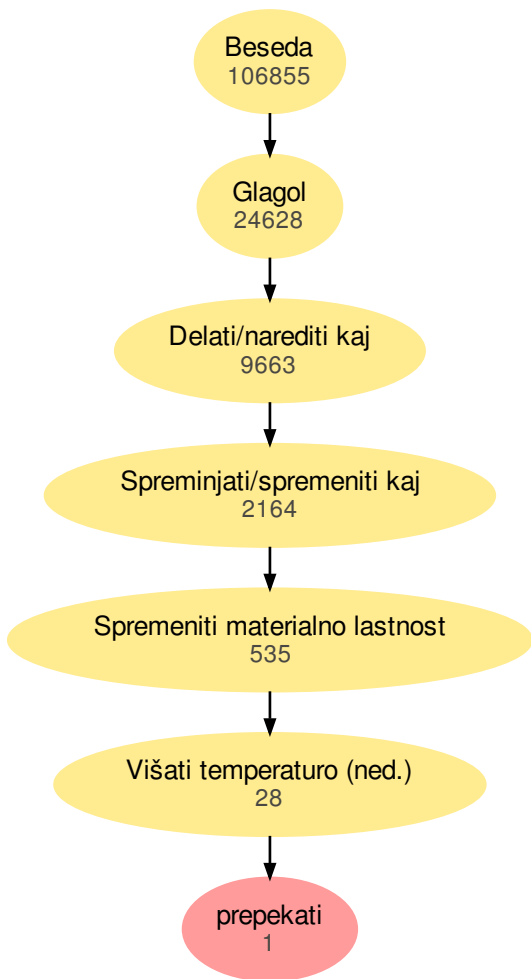 Beseda
106855
Glagol
24628
Delati/narediti kaj
9663
Spreminjati/spremeniti kaj
2164
Spremeniti materialno lastnost
535
Višati temperaturo (ned.)
28
prepekati
1